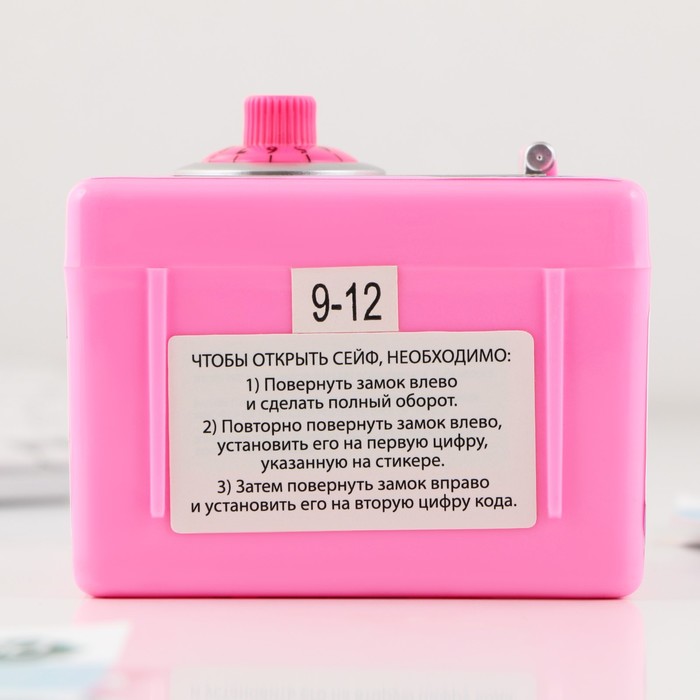 9-12
ЧТОБЫ ОТКРЫТЬ СЕЙФ, НЕОБХОДИМО:
1) Повернуть замок влево
и сделать полный оборот.
2) Повторно повернуть замок влево,
установить его на первую цифру,
указанную на стикере.
3) Затем повернуть замок вправо
и установить его на вторую цифру кода.